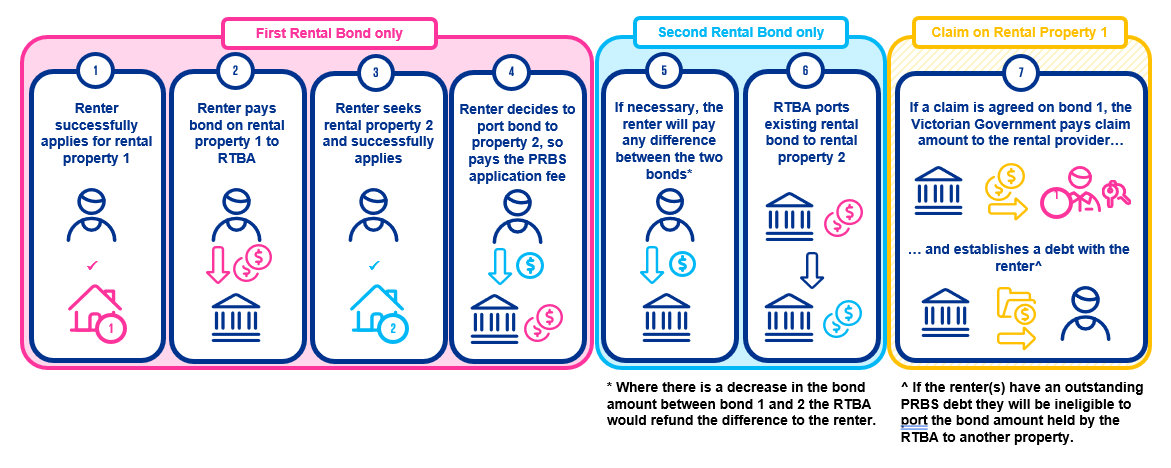 First Rental Bond only
1
Renter
successfully
applies for rental
property 1
1
2
Renter pays
bond on rental
property 1 to
RTBA
$
$
3
Renter seeks
rental property 2
and successfully
applies
2
4
Renter decides to
port bond to
property 2, so
pays the PRBS
application fee
$
$
$
Second Rental Bond only
5
If necessary, the
renter will pay
any difference
between the two
bonds*
$
6
RTBA ports
existing rental
bond to rental
property 2
$
$
$
$
* Where there is a decrease in the bond
amount between bond 1 and 2 the RTBA
would refund the difference to the renter.
Claim on Rental Property 1
7
If a claim is agreed on bond 1, the
Victorian Government pays claim
amount to the rental provider…
$
$
… and establishes a debt with the
renter^
$
^ If the renter(s) have an outstanding
PRBS debt they will be ineligible to
port the bond amount held by the
RTBA to another property.